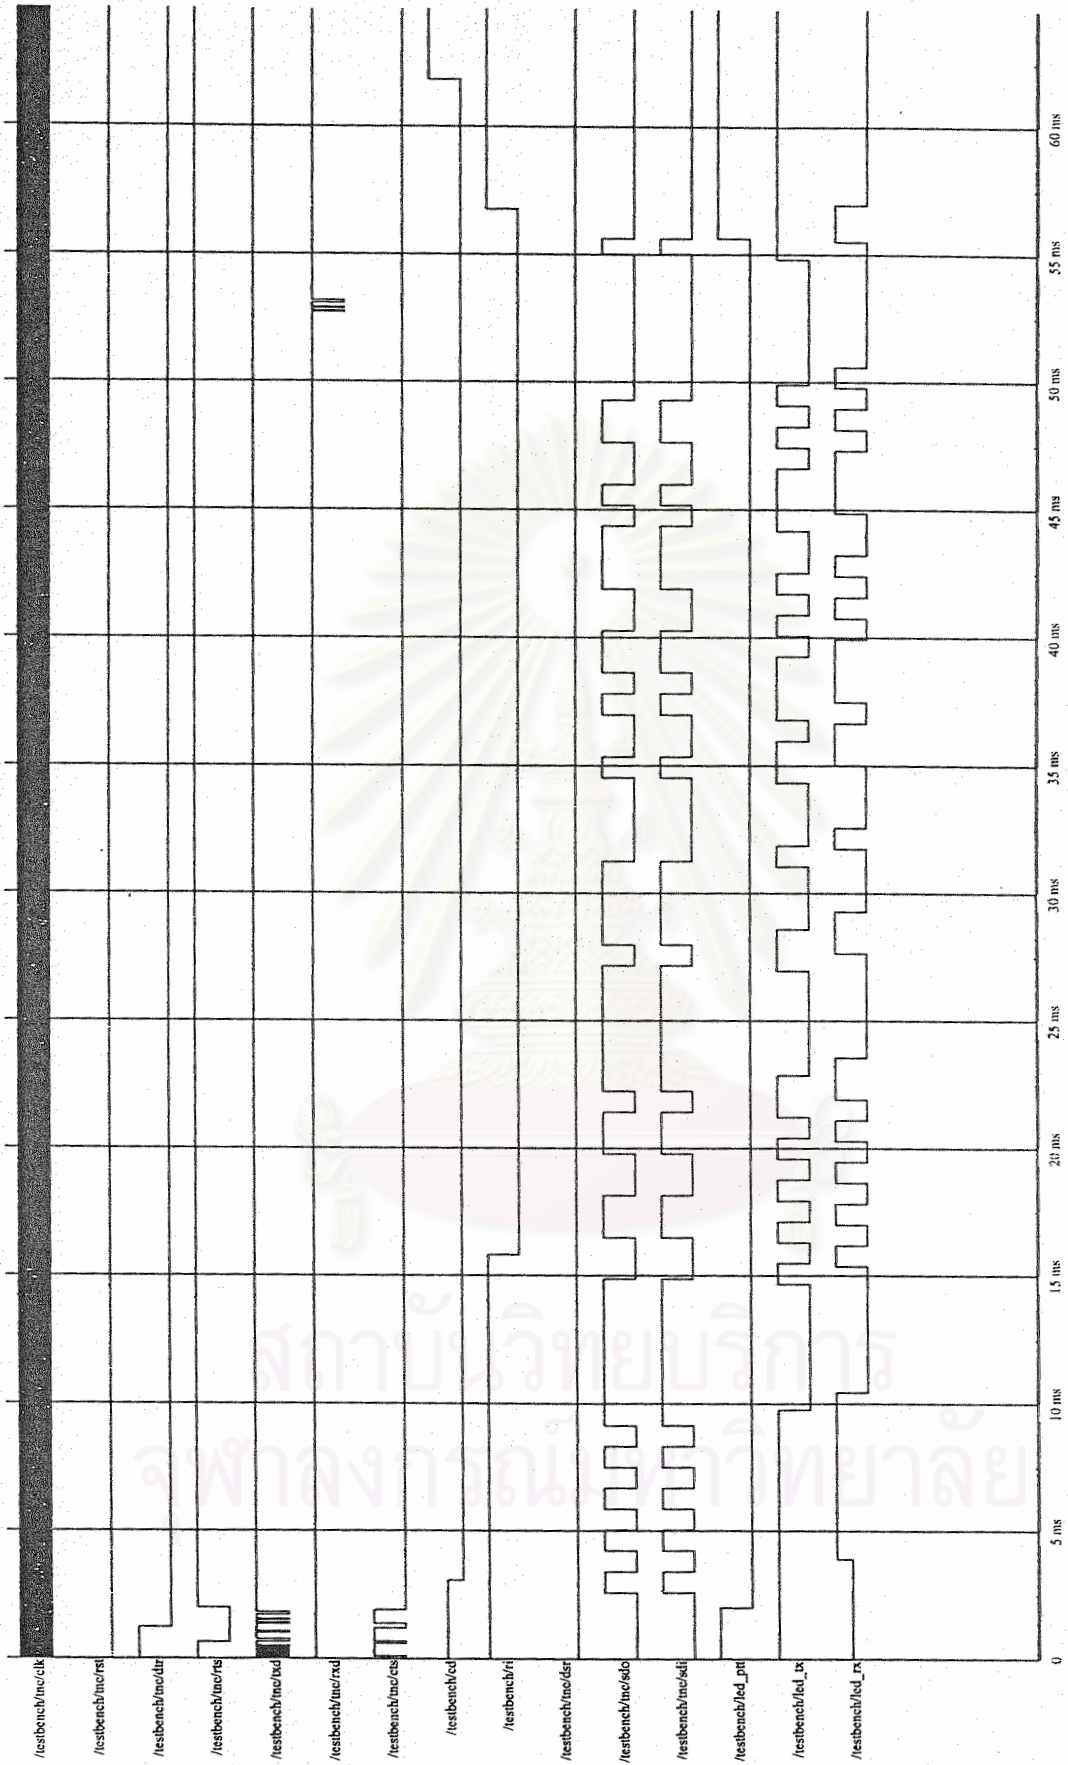 /testbench/tnc/clk
/testbench/tnc/rst
/testbench/tnc/dtr
/testbench/tnc/rts
/testbench/tnc/txd
/testbench/tnc/rxd
/testbench/tnc/cts
/testbench/cd
/testbench/ri
/testbench/tnc/dsr
/testbench/tnc/sdo
/testbench/tnc/sdi
/testbench/led_ptt
/testbench/led_tx
/testbench/led_rx
0
5 ms
10 ms
15 ms
20 ms
25 ms
30 ms
35 ms
40 ms
45 ms
50 ms
55 ms
60 ms
สถาบันวิทยบริการ
จุฬาลงกรณ์มหาวิทยาลัย